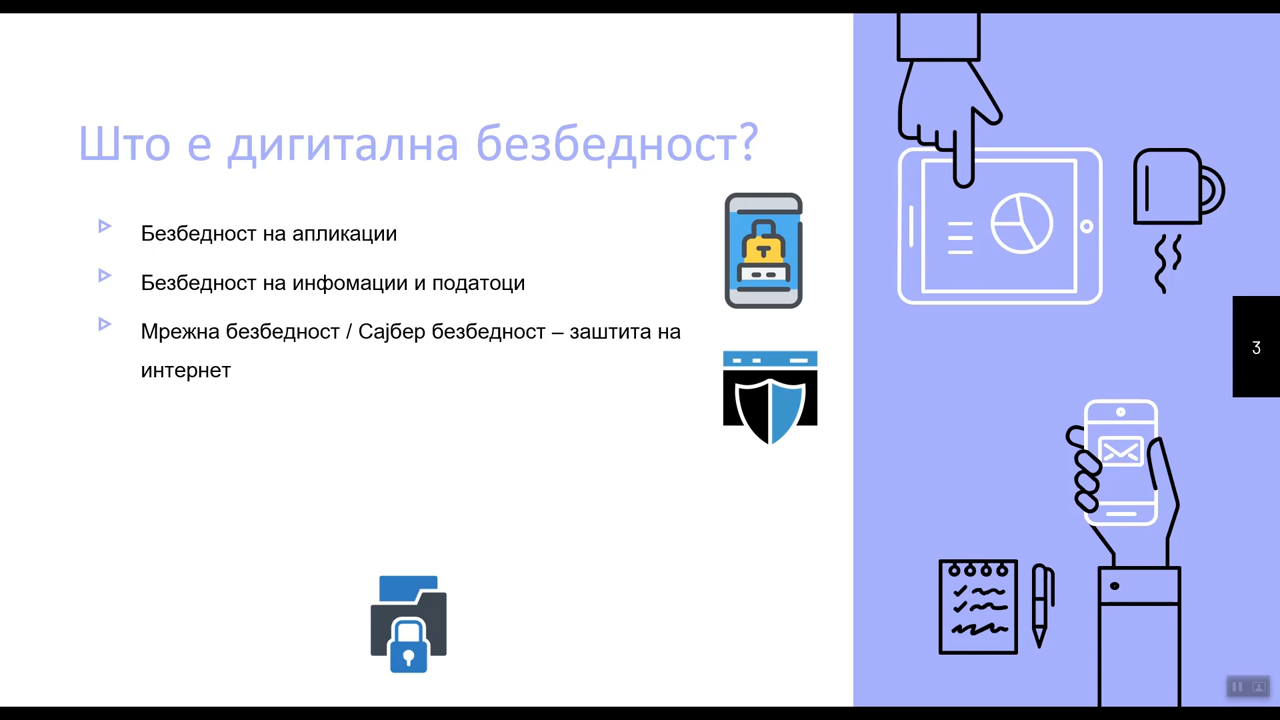 Што е дигитална безбедност?
Безбедност на апликации
Безбедност на инфомации и податоци
Мрежна безбедност / Сајбер безбедност – заштита на
интернет
3